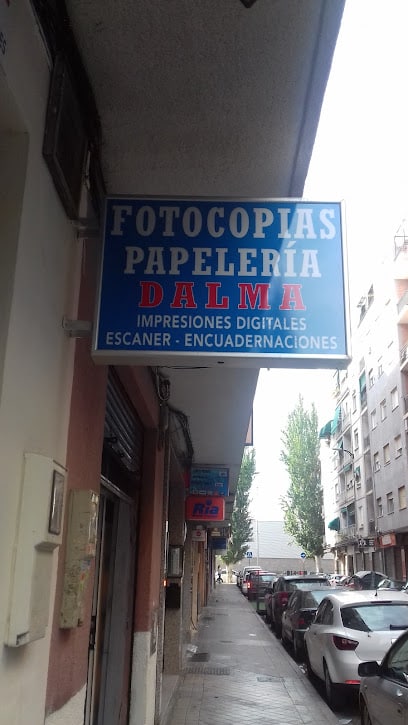 FOTOCOPIAS
PAPELERÍA
DALMA
IMPRESIONES DIGITALES
ESCANER - ENCUADERNACIONES
Ria